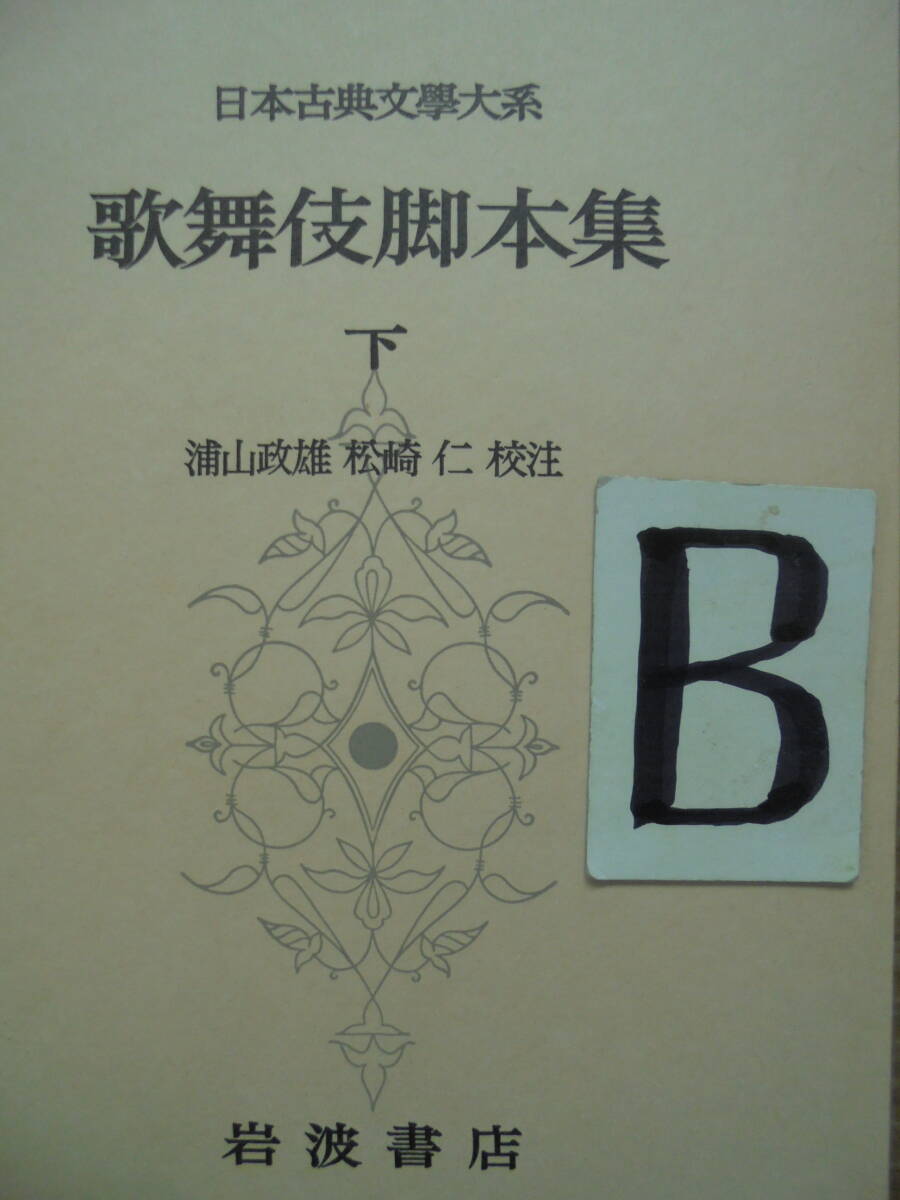 日本古典文學大系
歌舞伎脚本集
下
浦山政雄 松崎 仁 校注
B
岩波書店